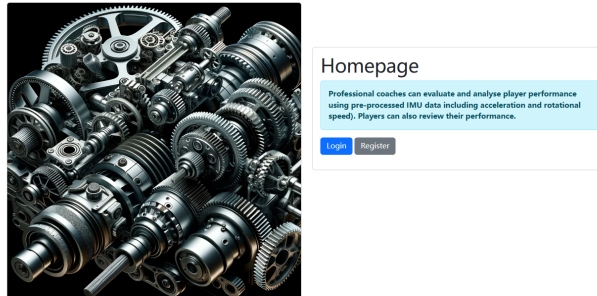 Homepage
Professional coaches can evaluate and analyse player performance
using pre-processed IMU data including acceleration and rotational
speed). Players can also review their performance.
Login Register